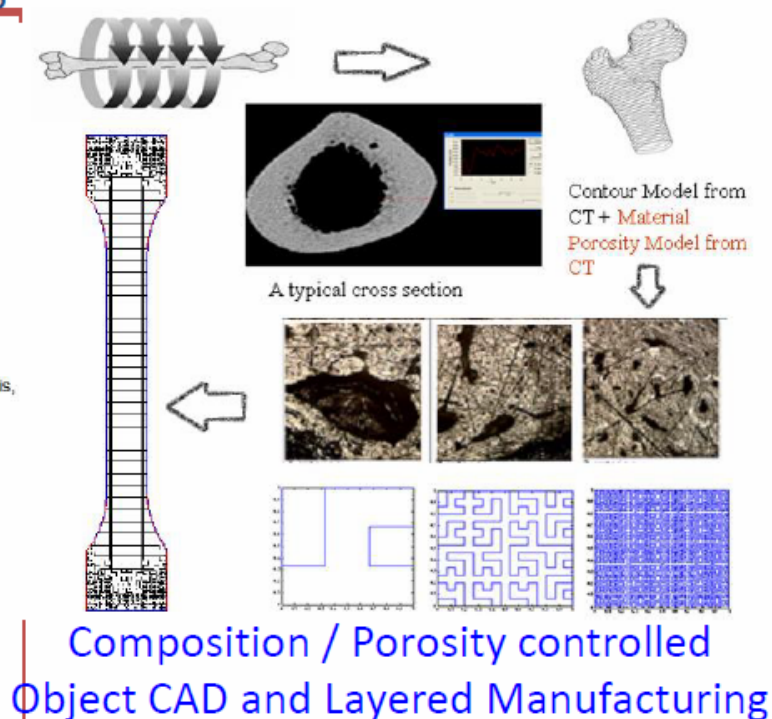 Contour Model from
CT + Material
Porosity Model from
CT
A typical cross section
is,
Composition / Porosity controlled
Object CAD and Layered Manufacturing